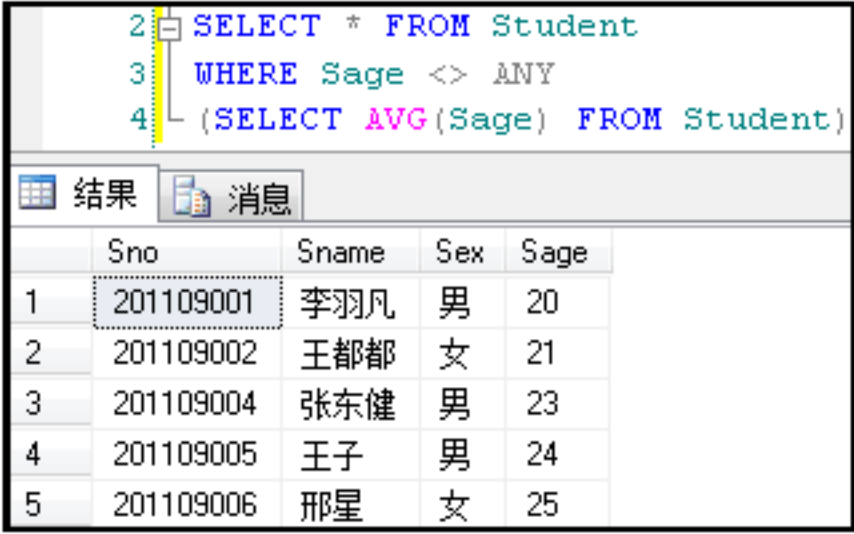 2 SELECT * FROM Student
3 WHERE Sage <> ANY
4 (SELECT AVG(Sage) FROM Student)
结果 消息
Sno Sname Sex Sage
1 201109001 李羽凡 男 20
2 201109002 王都都 女 21
3 201109004 张东健 男 23
4 201109005 王子 男 24
5 201109006 邢星 女 25